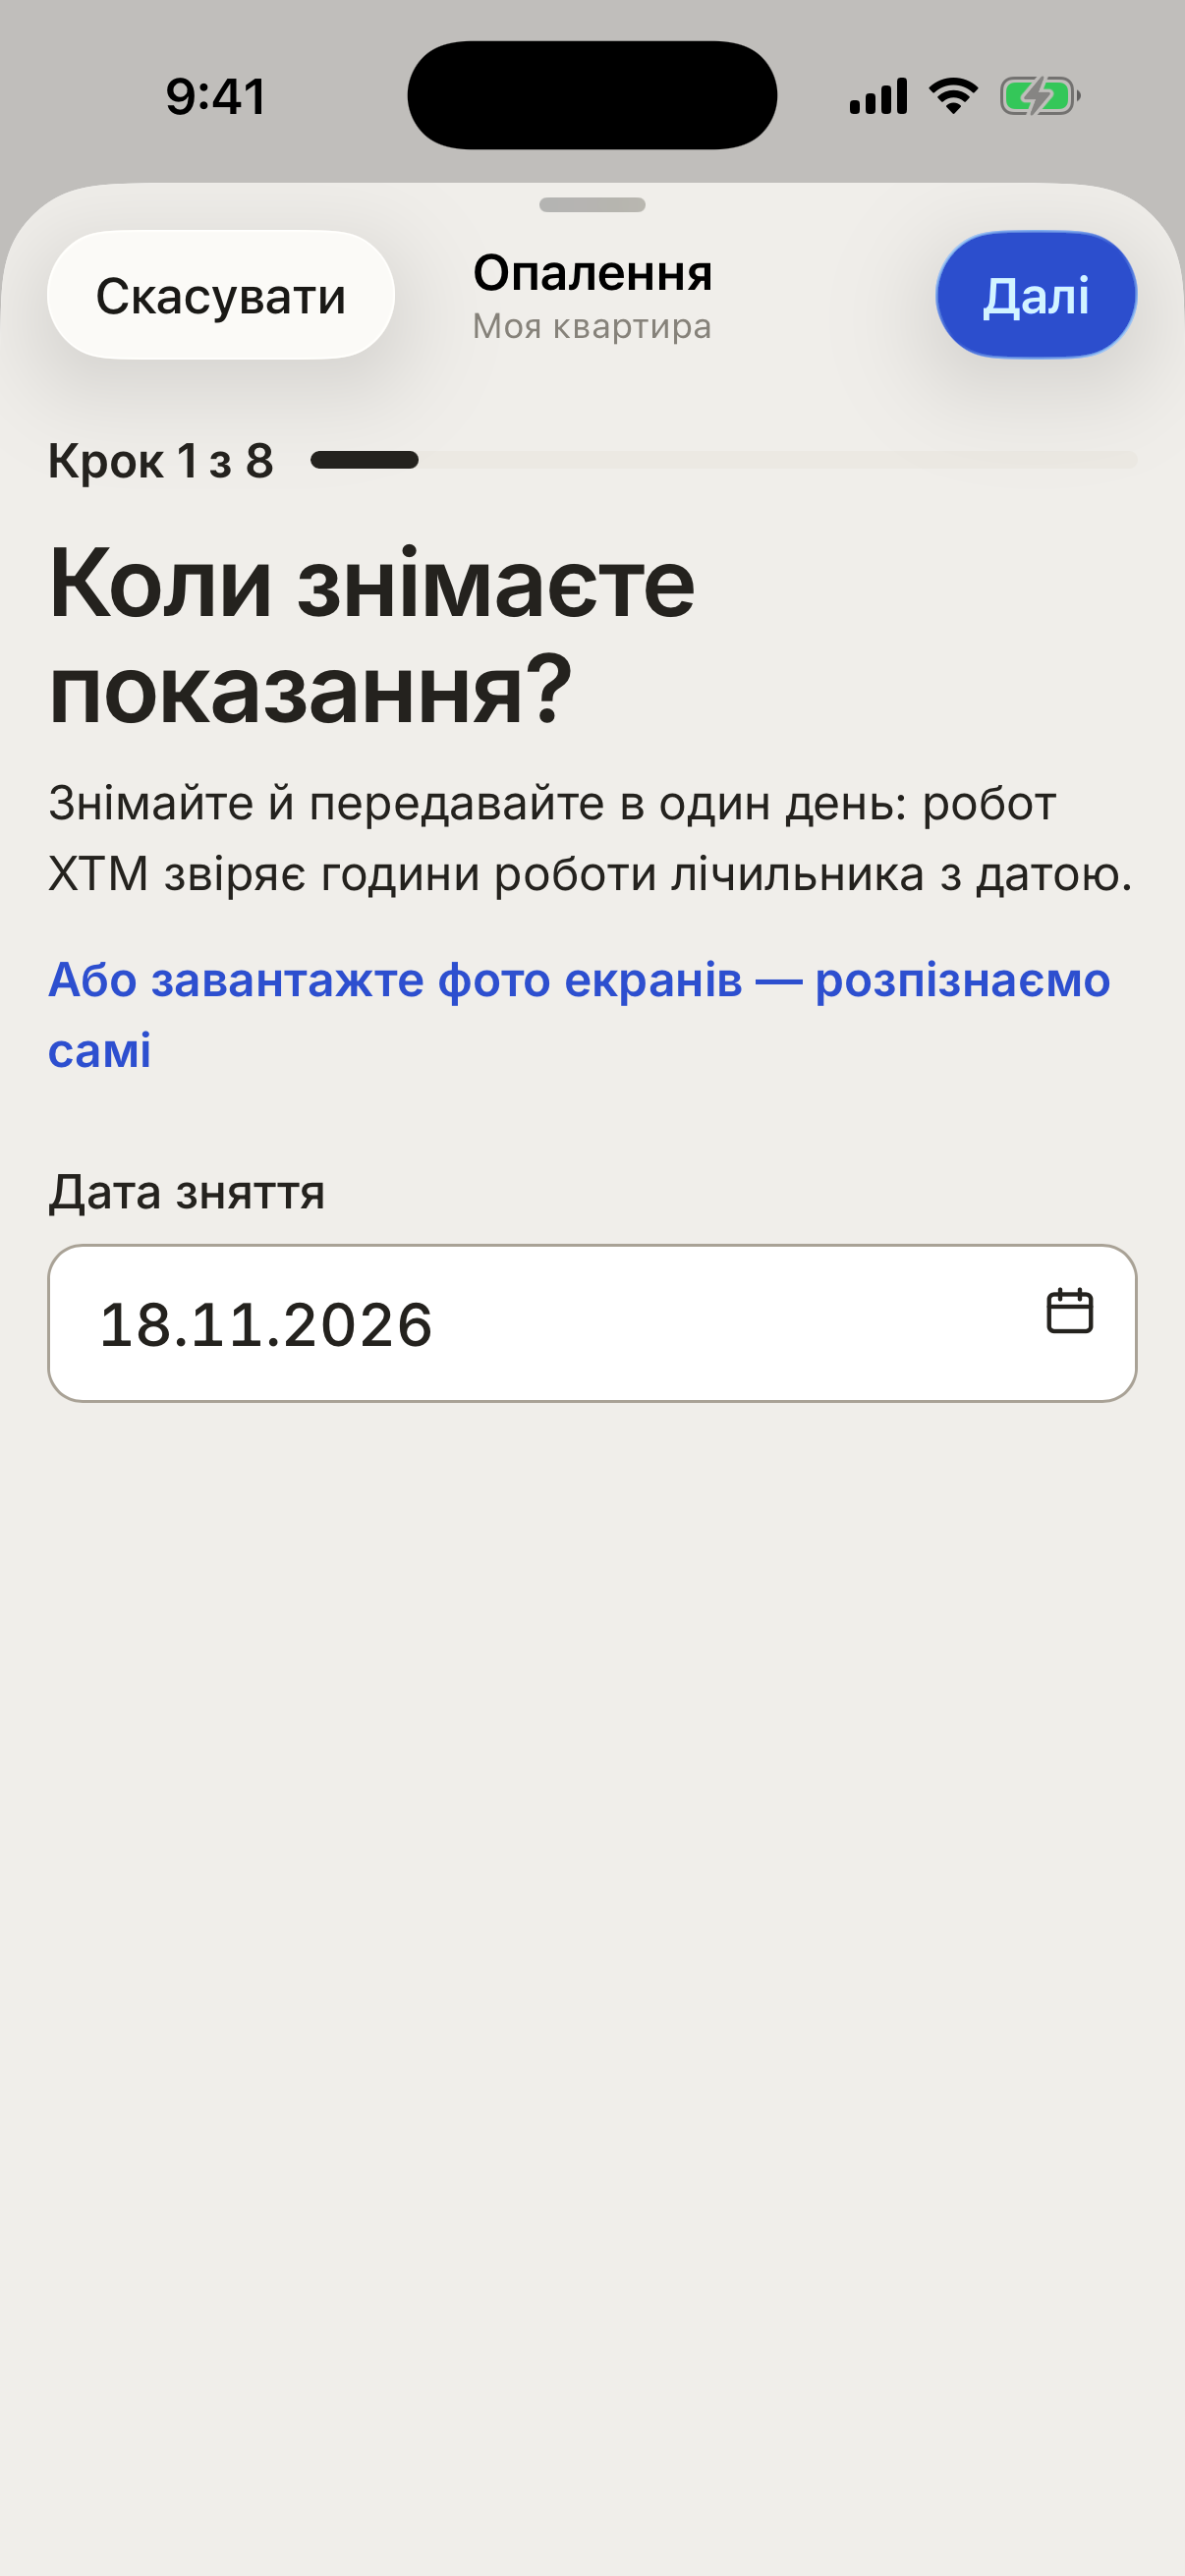 9:41
Скасувати
Опалення
Моя квартира
Далі
Крок 1 з 8
Коли знімаєте
показання?
Знімайте й передавайте в один день: робот
ХТМ звіряє години роботи лічильника з датою.
Або завантажте фото екранів — розпізнаємо
самі
Дата зняття
18.11.2026